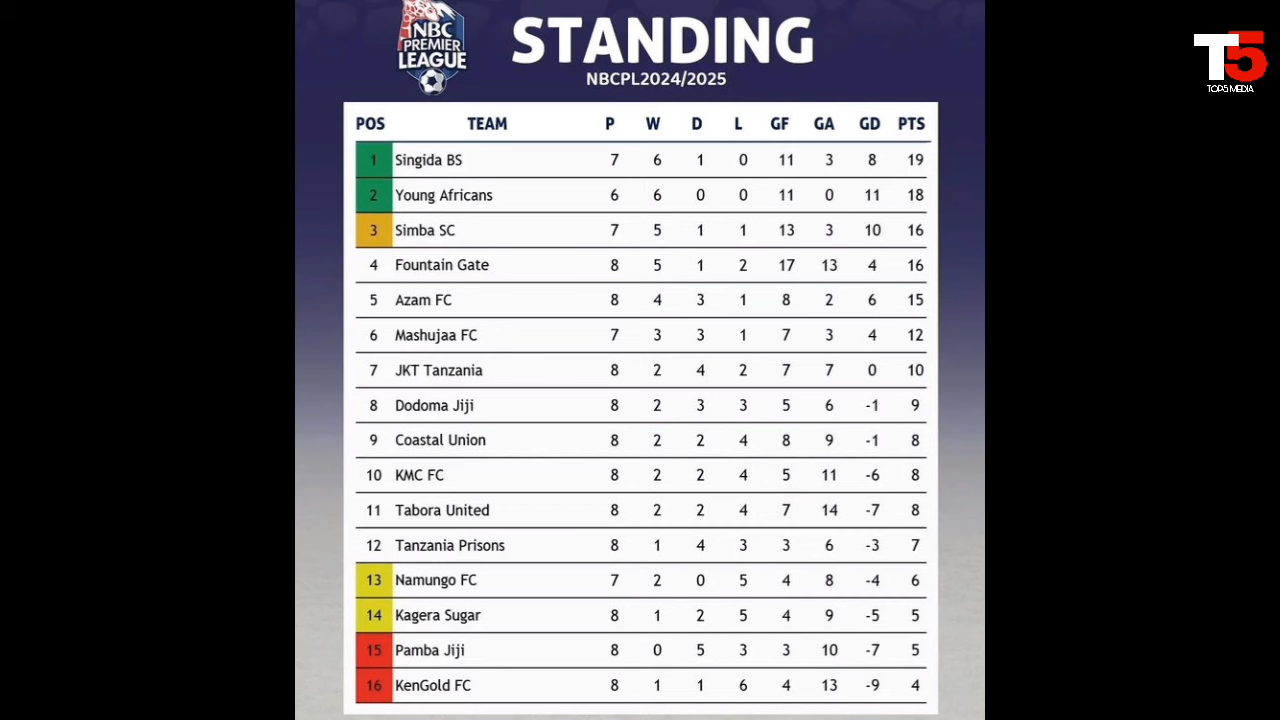 NBC
PREMIER
LEAGUE
STANDING
NBCPL2024/2025
T5
TOP5 MEDIA
POS TEAM P W D L GF GA GD PTS
1 Singida BS 7 6 1 0 11 3 8 19
2 Young Africans 6 6 0 0 11 0 11 18
3 Simba SC 7 5 1 1 13 3 10 16
4 Fountain Gate 8 5 1 2 17 13 4 16
5 Azam FC 8 4 3 1 8 2 6 15
6 Mashujaa FC 7 3 3 1 7 3 4 12
7 JKT Tanzania 8 2 4 2 7 7 0 10
8 Dodoma Jiji 8 2 3 3 5 6 -1 9
9 Coastal Union 8 2 2 4 8 9 -1 8
10 KMC FC 8 2 2 4 5 11 -6 8
11 Tabora United 8 2 2 4 7 14 -7 8
12 Tanzania Prisons 8 1 4 3 3 6 -3 7
13 Namungo FC 7 2 0 5 4 8 -4 6
14 Kagera Sugar 8 1 2 5 4 9 -5 5
15 Pamba Jiji 8 0 5 3 3 10 -7 5
16 KenGold FC 8 1 1 6 4 13 -9 4